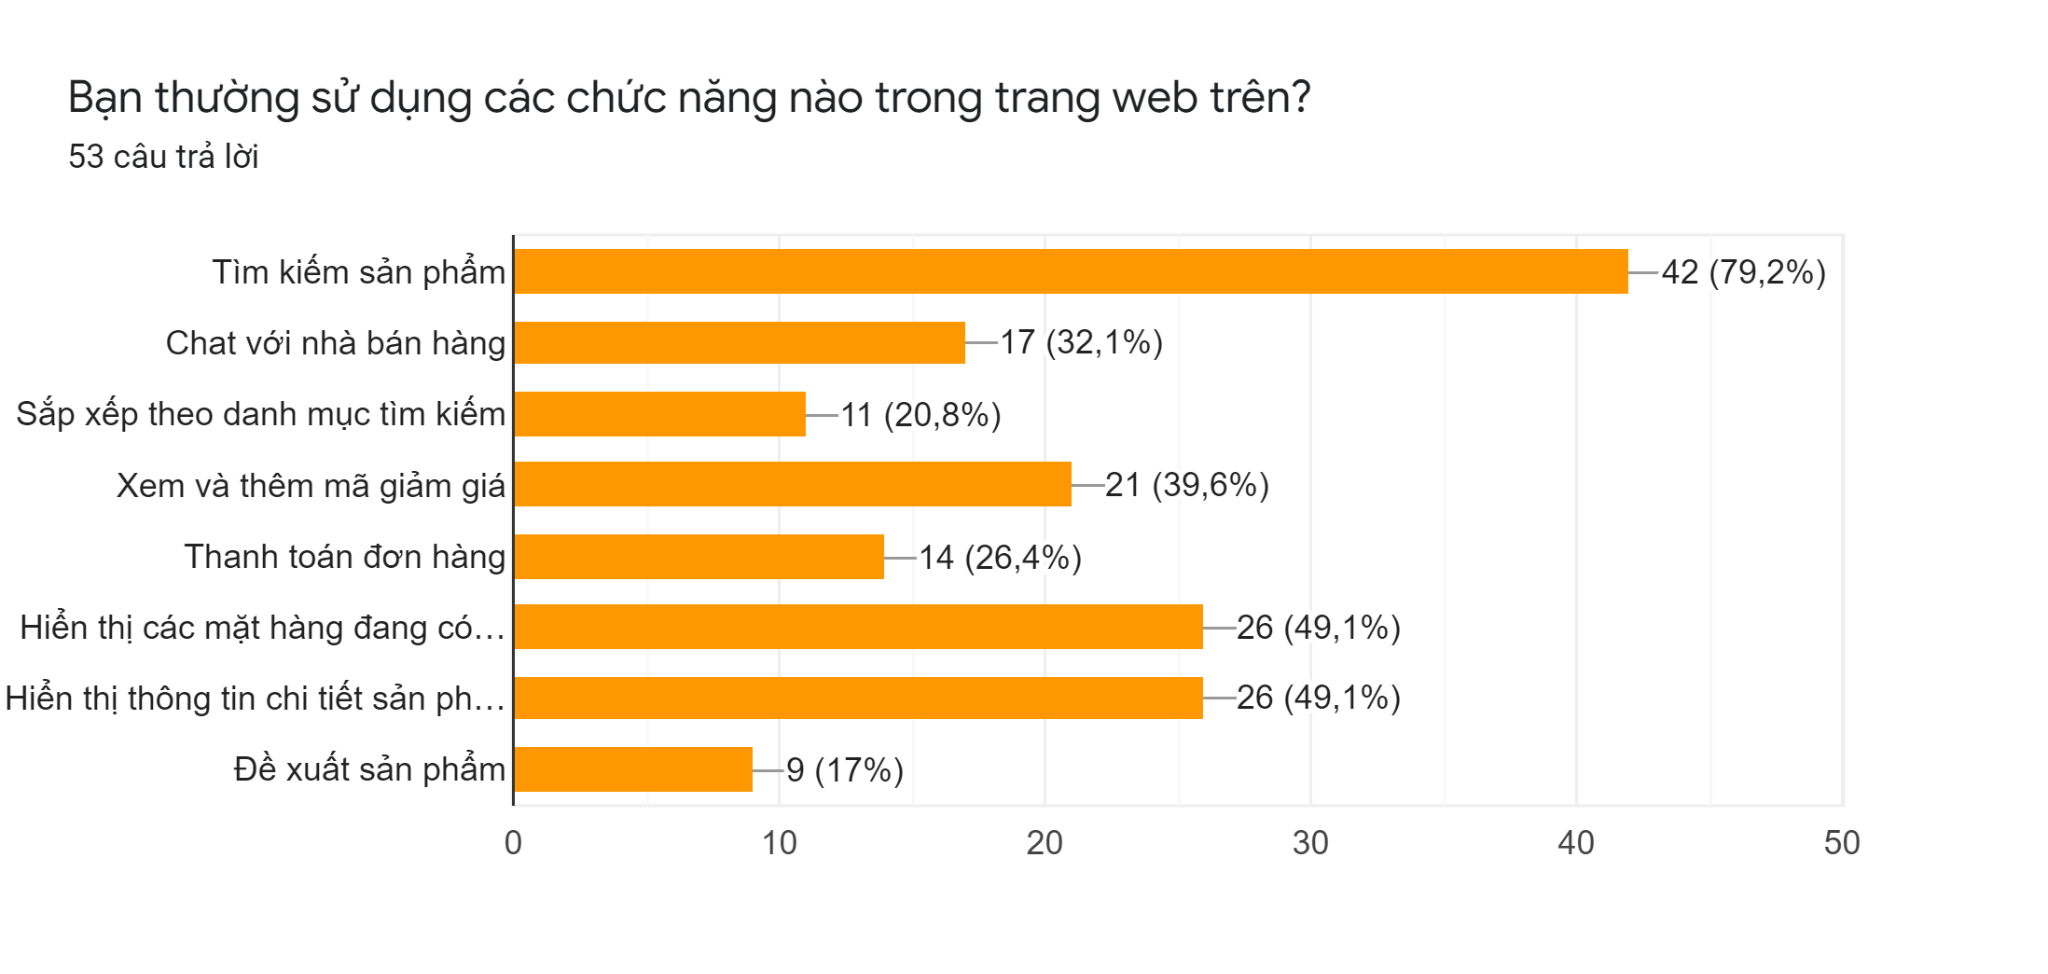 Bạn thường sử dụng các chức năng nào trong trang web trên?
53 câu trả lời
Tìm kiếm sản phẩm 42 (79,2%)
Chat với nhà bán hàng 17 (32,1%)
Sắp xếp theo danh mục tìm kiếm 11 (20,8%)
Xem và thêm mã giảm giá 21 (39,6%)
Thanh toán đơn hàng 14 (26,4%)
Hiển thị các mặt hàng đang có… 26 (49,1%)
Hiển thị thông tin chi tiết sản ph… 26 (49,1%)
Đề xuất sản phẩm 9 (17%)
0 10 20 30 40 50